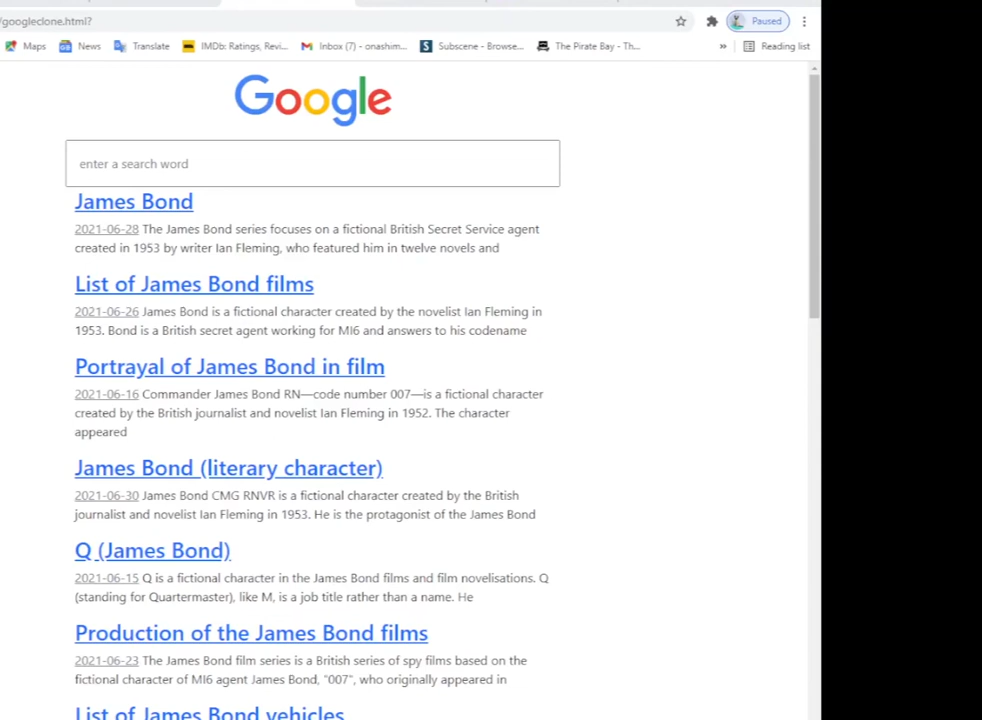 /googleclone.html?
Paused
Maps
News
Translate
IMDb: Ratings, Revi...
Inbox (7) - onashim...
Subscene - Browse...
The Pirate Bay - Th...
»
Reading list
Google
enter a search word
James Bond
2021-06-28 The James Bond series focuses on a fictional British Secret Service agent
created in 1953 by writer Ian Fleming, who featured him in twelve novels and
List of James Bond films
2021-06-26 James Bond is a fictional character created by the novelist Ian Fleming in
1953. Bond is a British secret agent working for MI6 and answers to his codename
Portrayal of James Bond in film
2021-06-16 Commander James Bond RN—code number 007—is a fictional character
created by the British journalist and novelist Ian Fleming in 1952. The character
appeared
James Bond (literary character)
2021-06-30 James Bond CMG RNVR is a fictional character created by the British
journalist and novelist Ian Fleming in 1953. He is the protagonist of the James Bond
Q (James Bond)
2021-06-15 Q is a fictional character in the James Bond films and film novelisations. Q
(standing for Quartermaster), like M, is a job title rather than a name. He
Production of the James Bond films
2021-06-23 The James Bond film series is a British series of spy films based on the
fictional character of MI6 agent James Bond, "007", who originally appeared in
List of James Bond vehicles